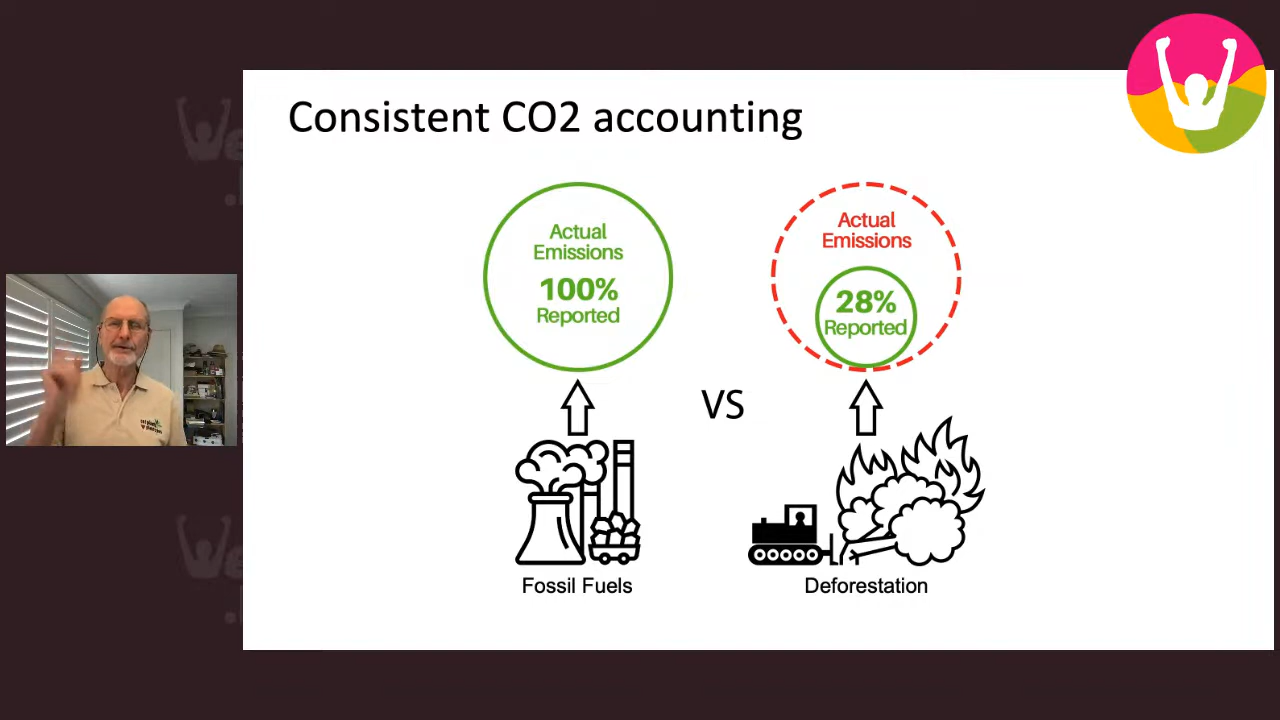 Consistent CO2 accounting
Actual
Emissions
100%
Reported
Actual
Emissions
28%
Reported
VS
Fossil Fuels
Deforestation